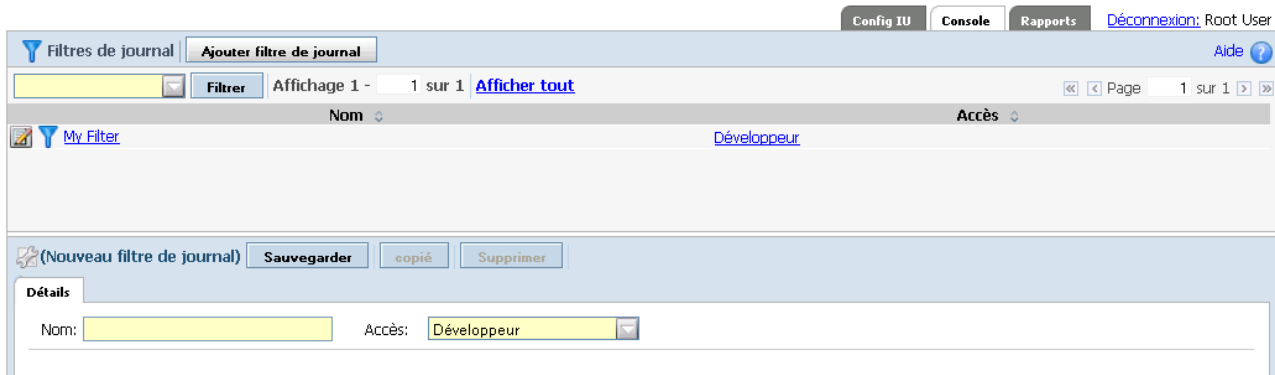 Config IU Console Rapports Déconnexion: Root User
Filtres de journal Ajouter filtre de journal Aide ?
Filtrer Affichage 1 - 1 sur 1 Afficher tout Page 1 sur 1
Nom Accès
My Filter Développeur
(Nouveau filtre de journal) Sauvegarder copié Supprimer
Détails
Nom: Accès: Développeur